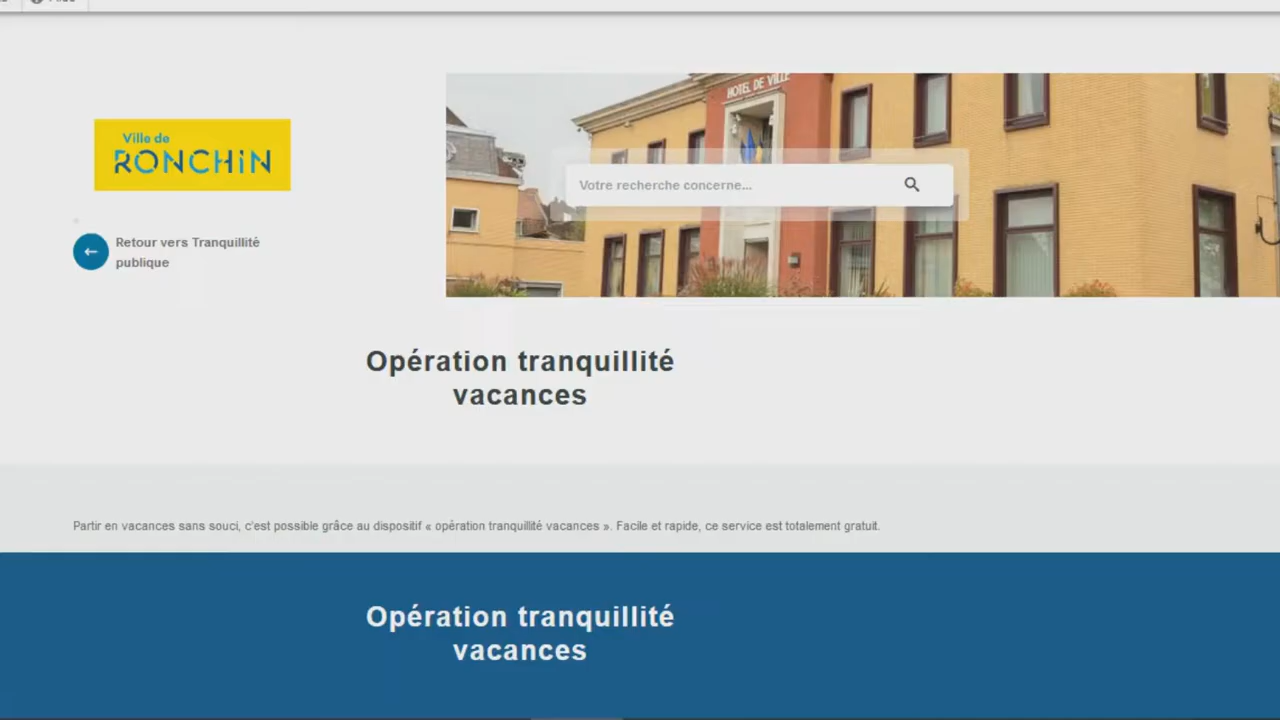 Ville de
RONCHiN
HOTEL DE VILLE
Votre recherche concerne...
Retour vers Tranquillité
publique
Opération tranquillité
vacances
Partir en vacances sans souci, c'est possible grâce au dispositif « opération tranquillité vacances ». Facile et rapide, ce service est totalement gratuit.
Opération tranquillité
vacances